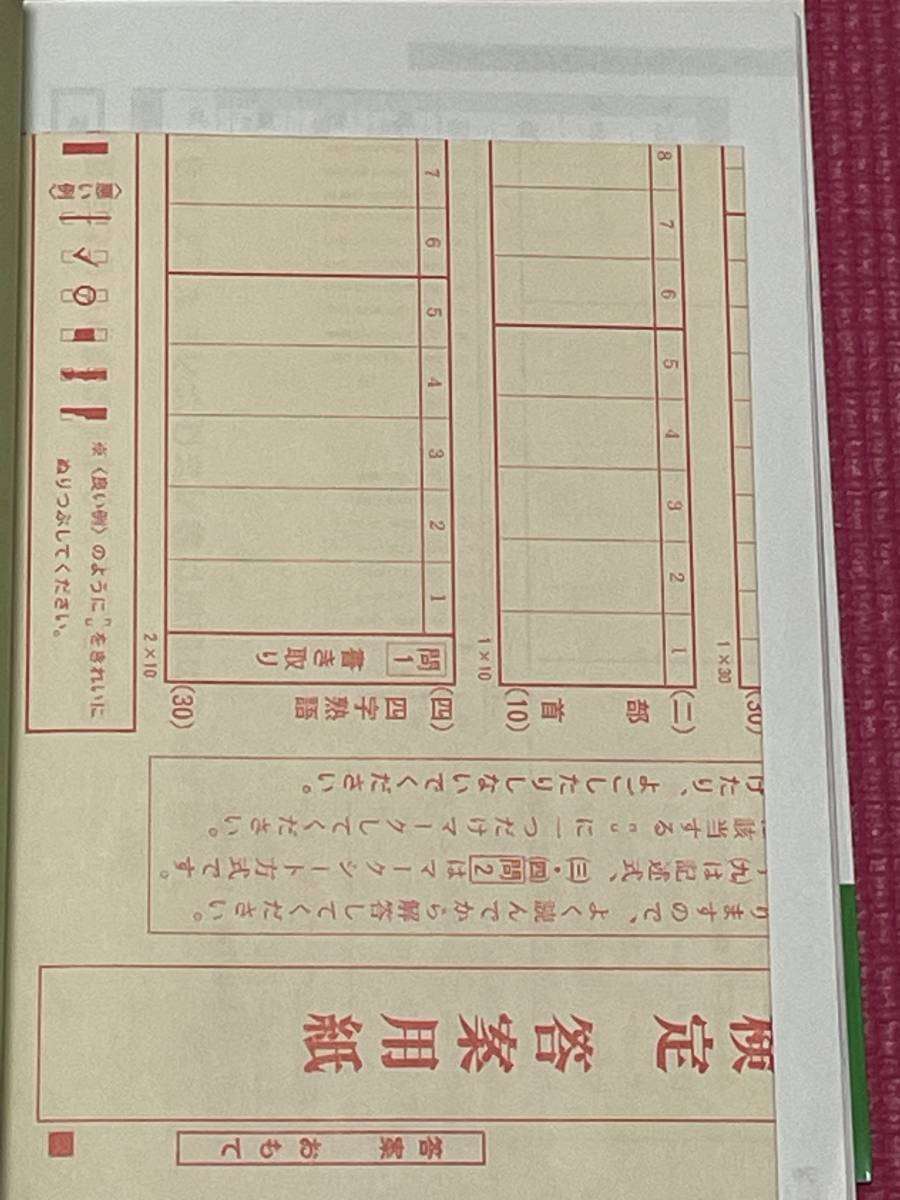 答案 おもて
検定 答案用紙
りますので、よく読んでから解答してください。
九は記述式、三・四問2はマークシート方式です。
該当する▯に一つだけマークしてください。
けたり、よごしたりしないでください。
(30)
1×30
(二) 部首 (10)
1×10
1
2
3
4
5
6
7
8
(四) 四字熟語 (30)
問1 書き取り
2×10
1
2
3
4
5
6
7
〈悪い例〉
※〈良い例〉のように▯をきれいに
ぬりつぶしてください。